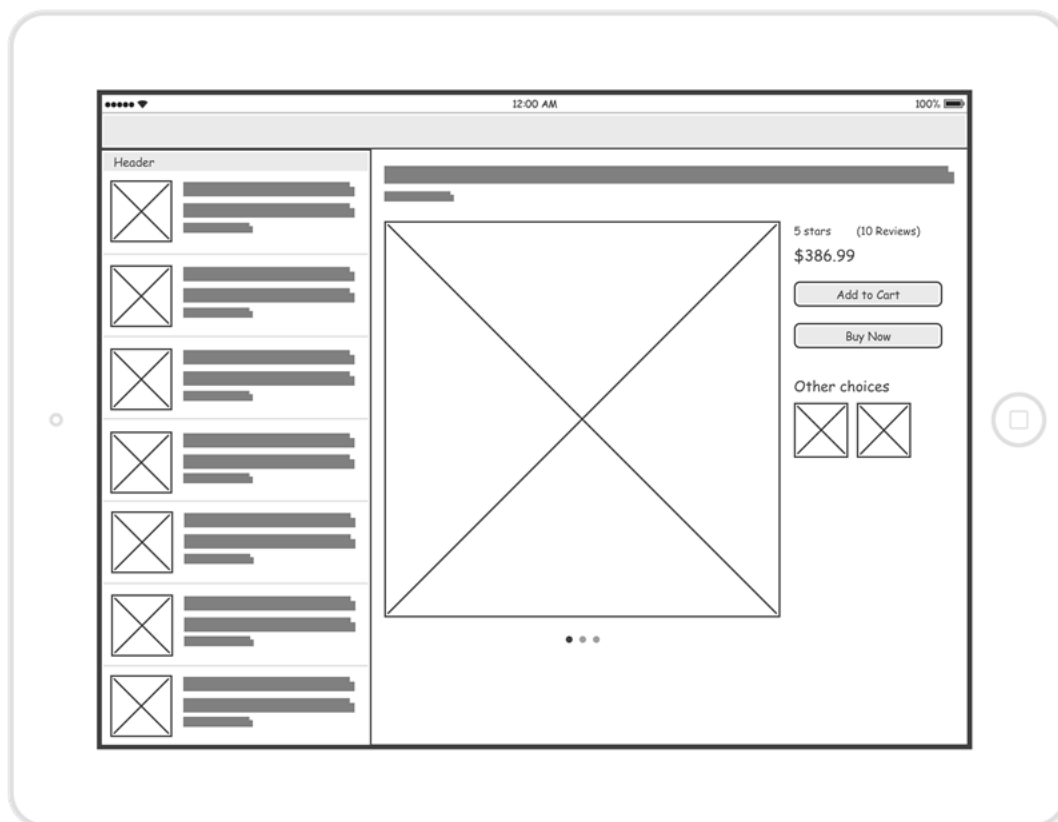 12:00 AM 100%
Header
5 stars (10 Reviews)
$386.99
Add to Cart
Buy Now
Other choices